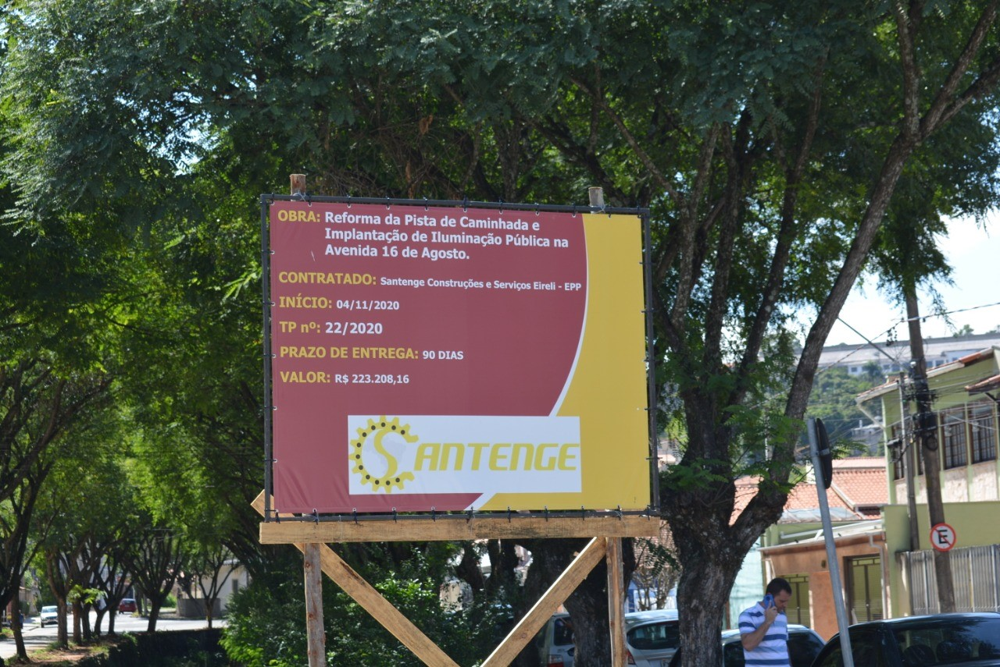 OBRA: Reforma da Pista de Caminhada e
Implantação de Iluminação Pública na
Avenida 16 de Agosto.
CONTRATADO: Santenge Construções e Serviços Eireli - EPP
INÍCIO: 04/11/2020
TP nº: 22/2020
PRAZO DE ENTREGA: 90 DIAS
VALOR: R$ 223.208,16
SANTENGE
E